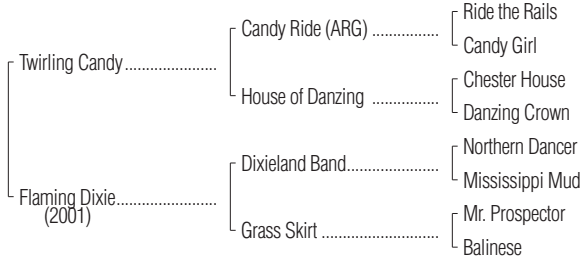 Ride the Rails
Candy Ride (ARG) ................
Candy Girl
Twirling Candy ......................
Chester House
House of Danzing ................
Danzing Crown
Northern Dancer
Dixieland Band......................
Mississippi Mud
Flaming Dixie........................
(2001)
Mr. Prospector
Grass Skirt ............................
Balinese